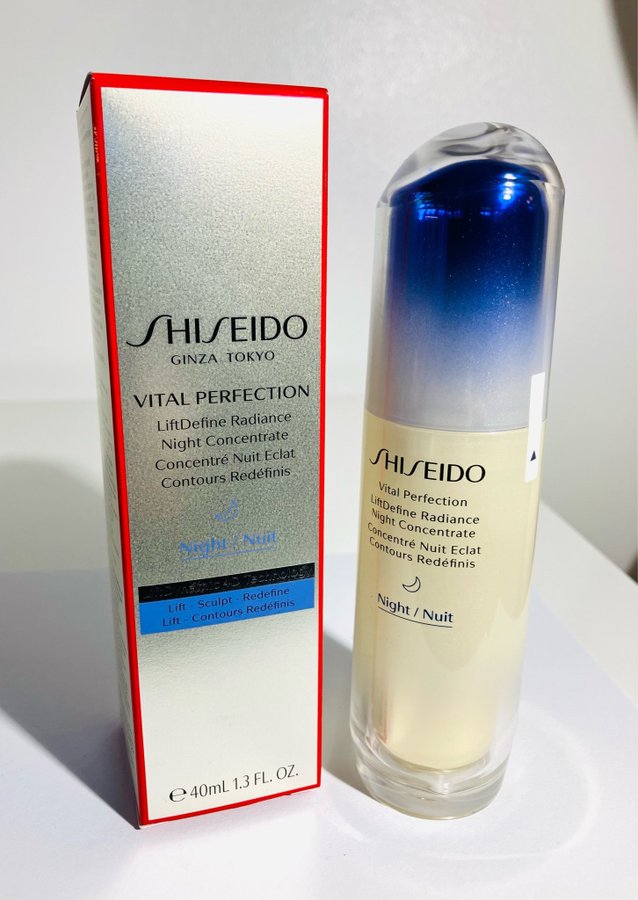 SHISEIDO
GINZA TOKYO
VITAL PERFECTION
LiftDefine Radiance
Night Concentrate
Concentré Nuit Eclat
Contours Redéfinis
Night / Nuit
4D Technology
Lift - Sculpt - Redefine
Lift - Contours Redéfinis
℮ 40mL 1.3 FL. OZ.
SHISEIDO
Vital Perfection
LiftDefine Radiance
Night Concentrate
Concentré Nuit Eclat
Contours Redéfinis
Night / Nuit